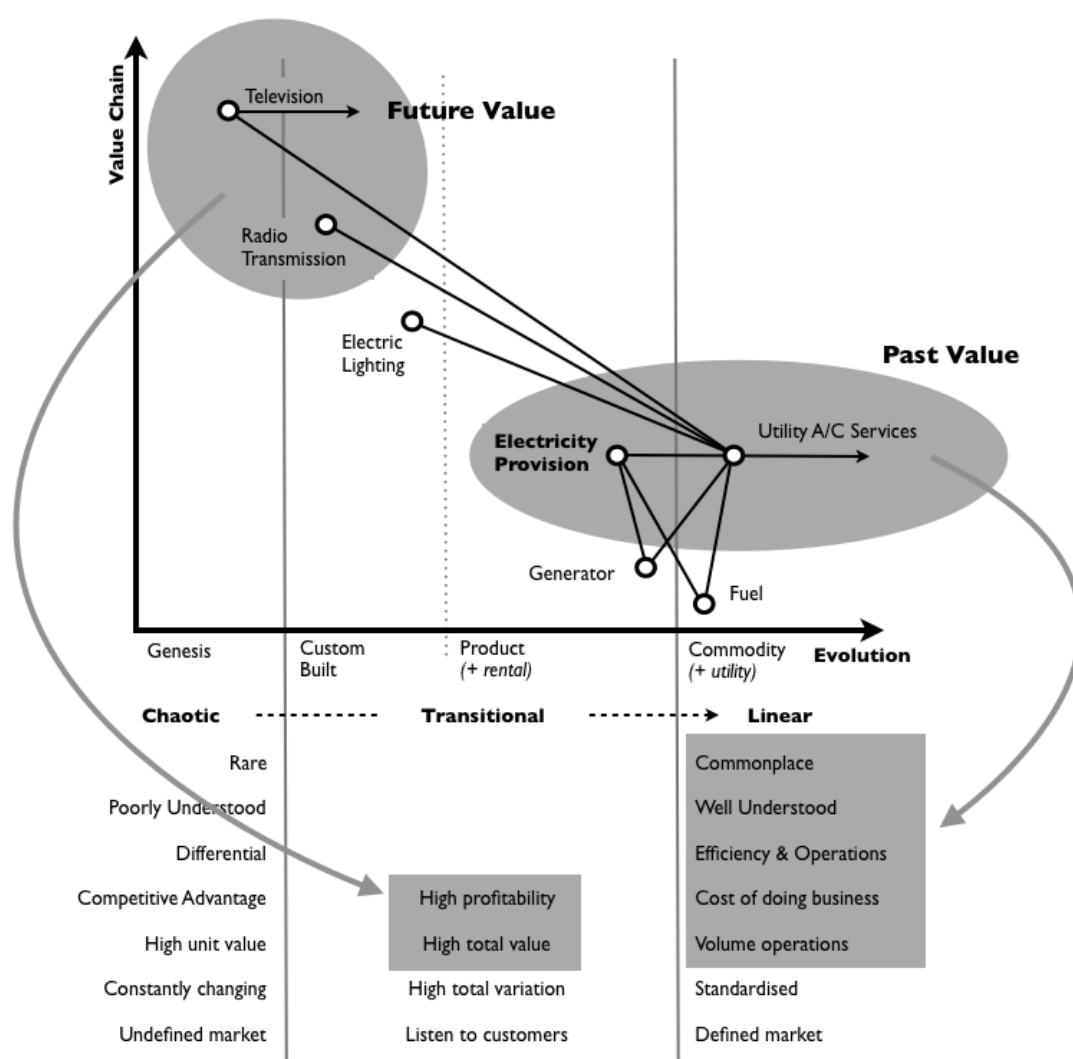 Value Chain
Television
Future Value
Radio
Transmission
Electric
Lighting
Past Value
Electricity
Provision
Utility A/C Services
Generator
Fuel
Genesis
Custom
Built
Product
(+ rental)
Commodity
(+ utility)
Evolution
Chaotic
Transitional
Linear
Rare
Commonplace
Poorly Understood
Well Understood
Differential
Efficiency & Operations
Competitive Advantage
High profitability
Cost of doing business
High unit value
High total value
Volume operations
Constantly changing
High total variation
Standardised
Undefined market
Listen to customers
Defined market